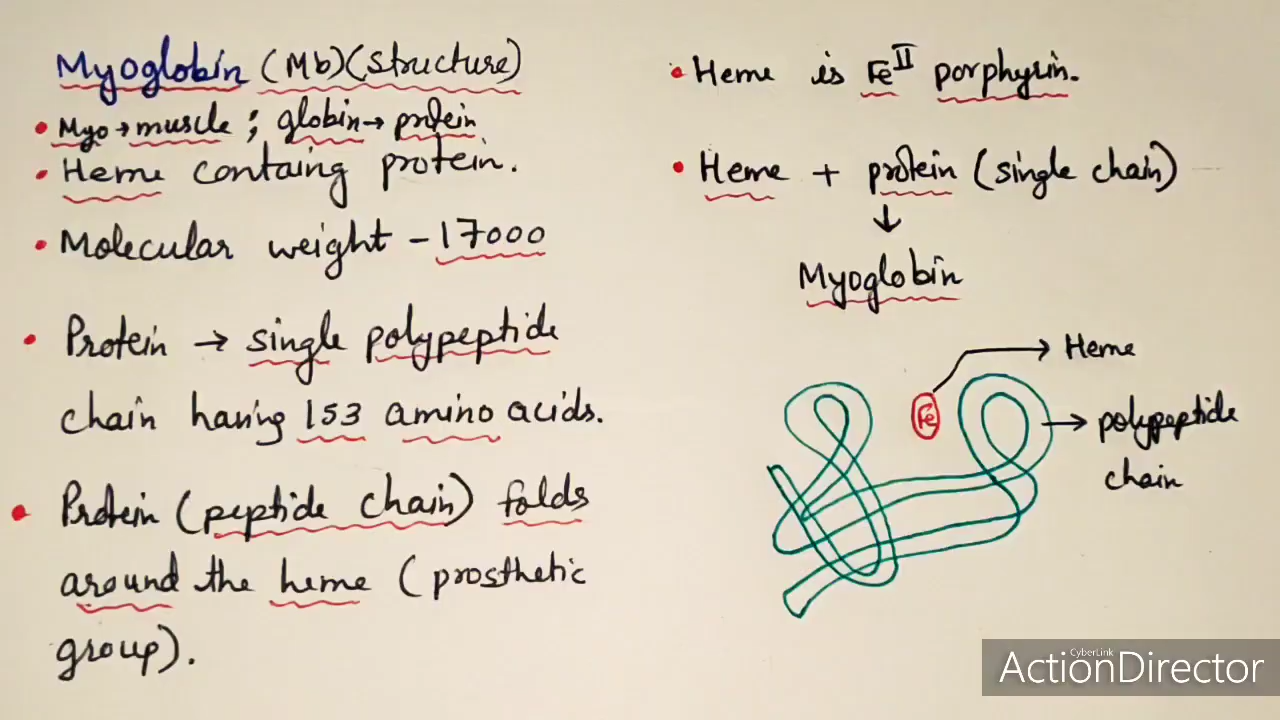 Myoglobin (Mb)(structure)
• Myo → muscle ; globin → protein
• Heme containg protein.
• Molecular weight - 17000
• Protein → single polypeptide
chain having 153 amino acids.
• Protein (peptide chain) folds
around the heme (prosthetic
group).
• Heme is Fe^II porphyrin.
• Heme + protein (single chain)
↓
Myoglobin
Heme
Fe
polypeptide
chain
CyberLink
ActionDirector